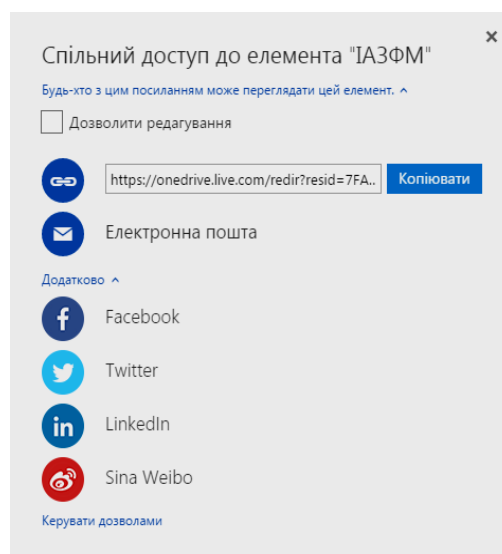 Спільний доступ до елемента "ІАЗФМ"
Будь-хто з цим посиланням може переглядати цей елемент.
Дозволити редагування
https://onedrive.live.com/redir?resid=7FA.. Копіювати
Електронна пошта
Додатково
Facebook
Twitter
LinkedIn
Sina Weibo
Керувати дозволами